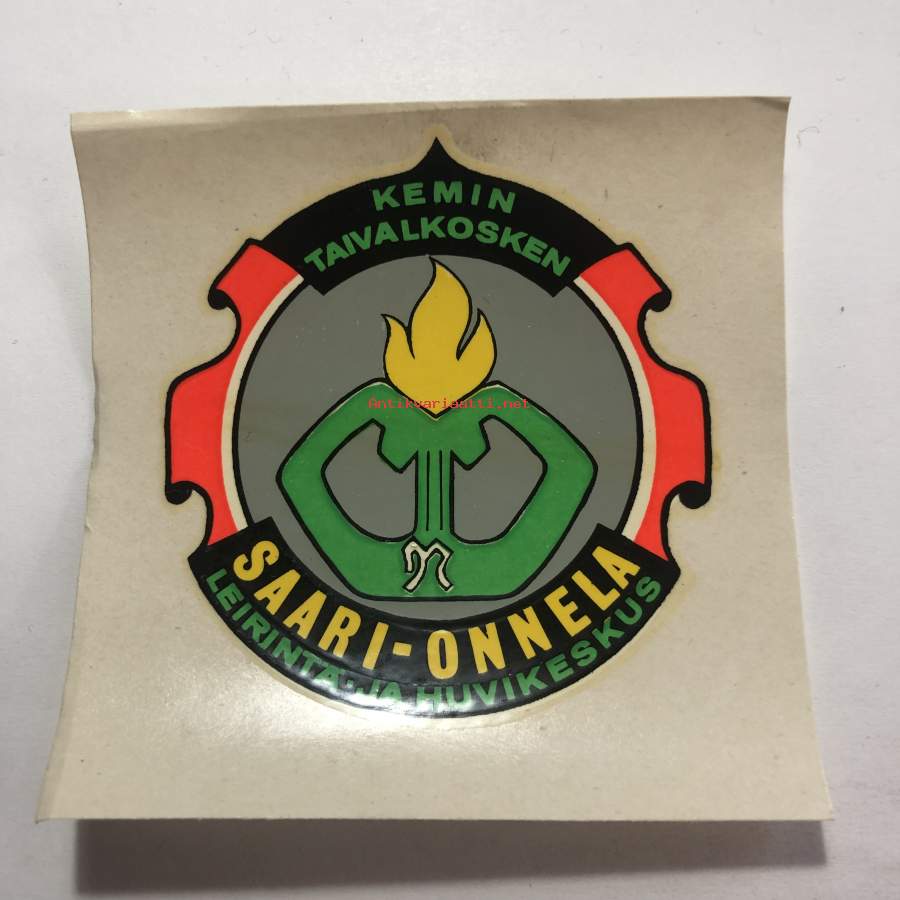 KEMIN
TAIVALKOSKEN
Antikvariaatti.net
SAARI-ONNELA
LEIRINTÄ- JA HUVIKESKUS